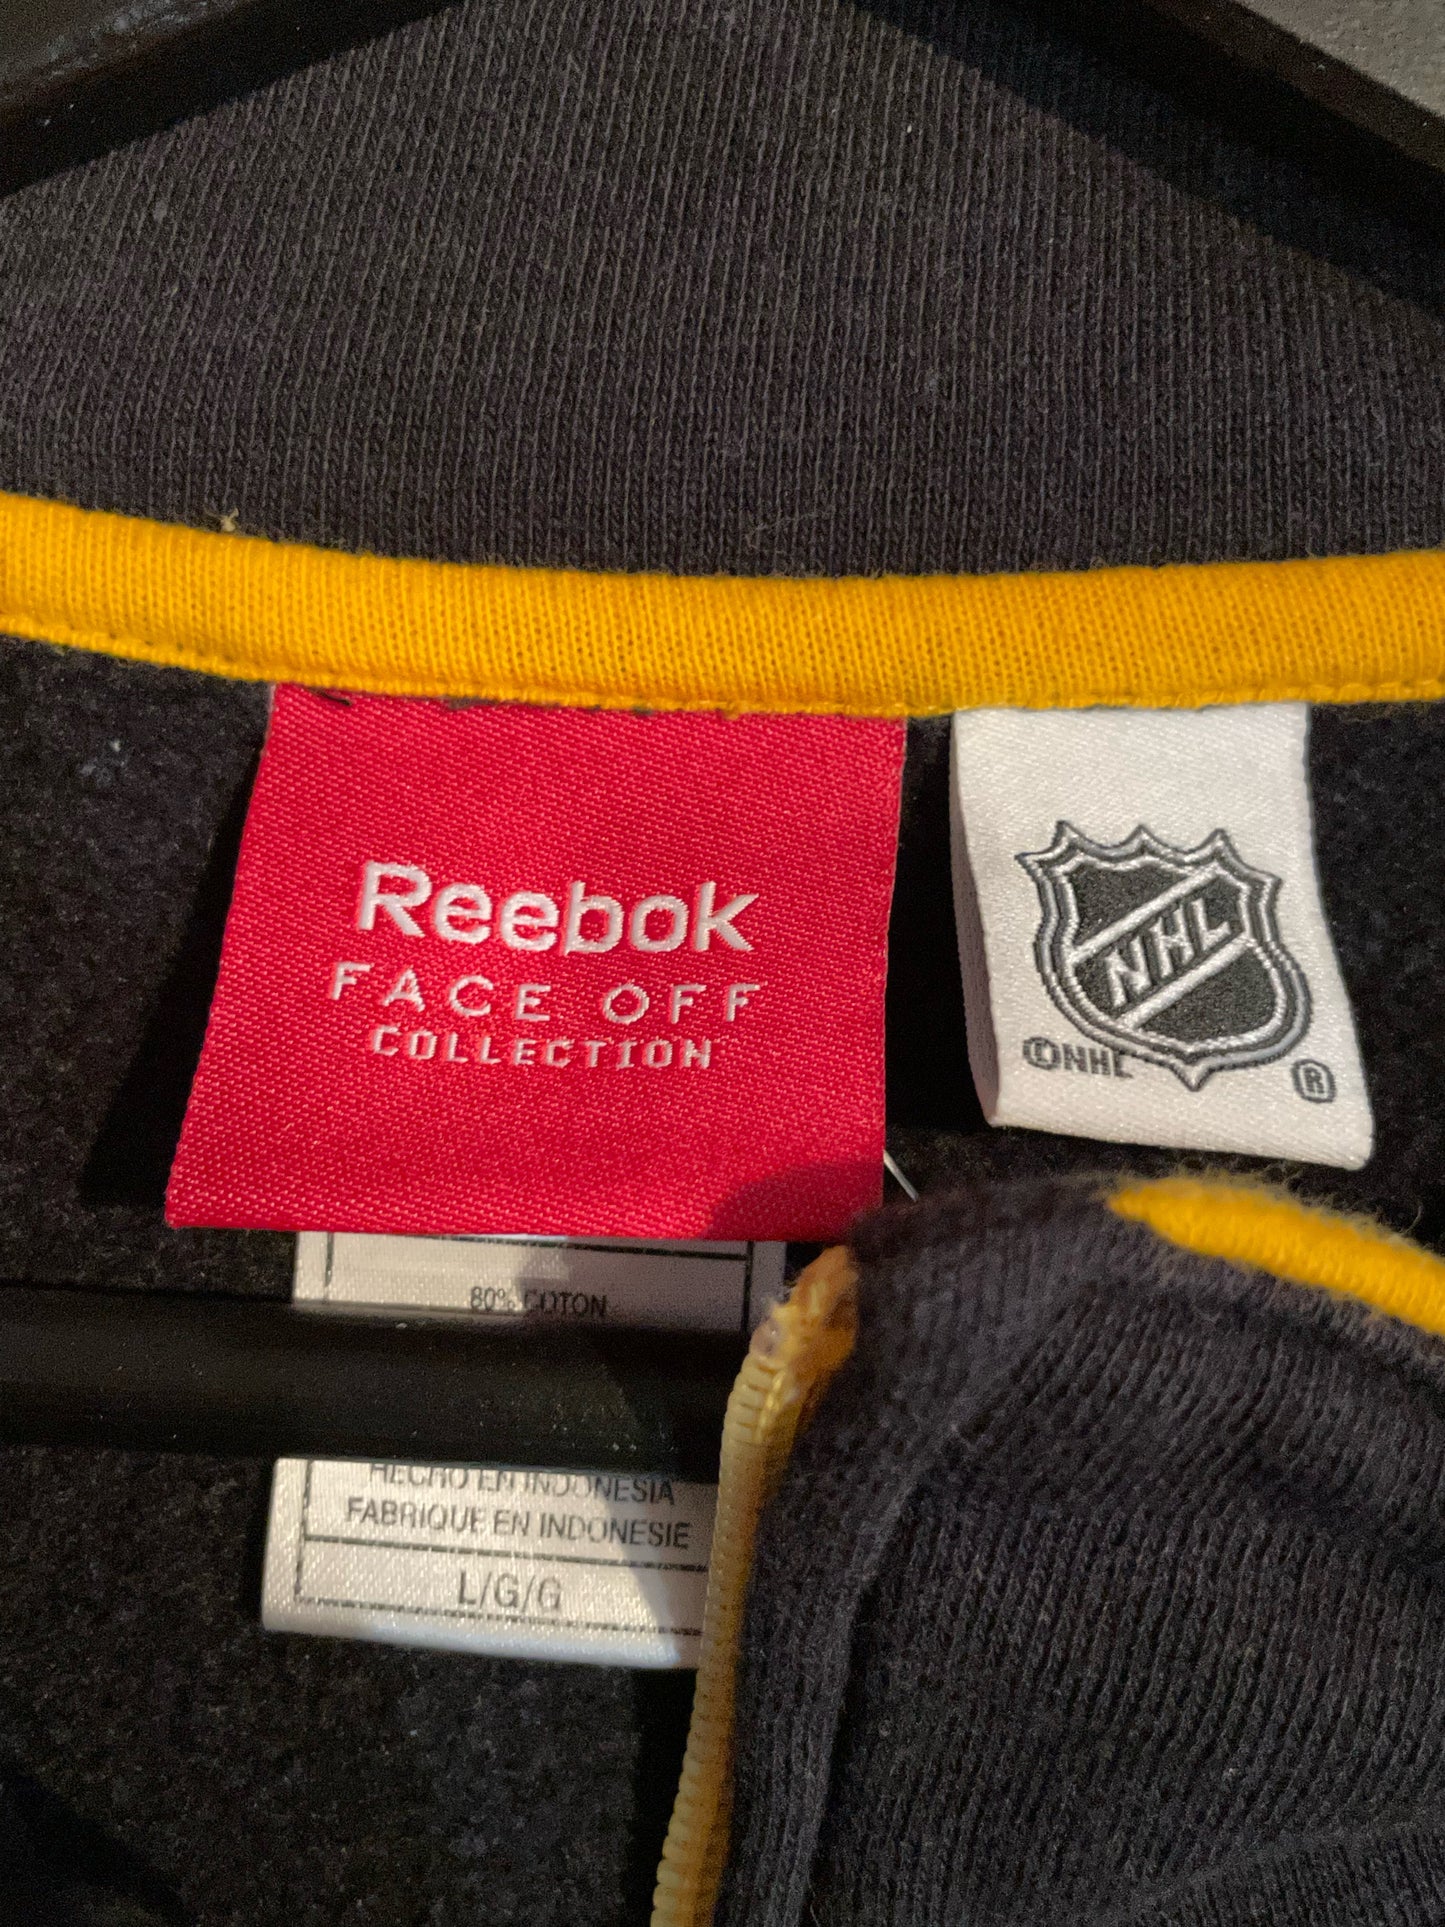 Reebok
FACE OFF
COLLECTION
NHL
©NHL
®
80% COTON
HECHO EN INDONESIA
FABRIQUE EN INDONESIE
L/G/G